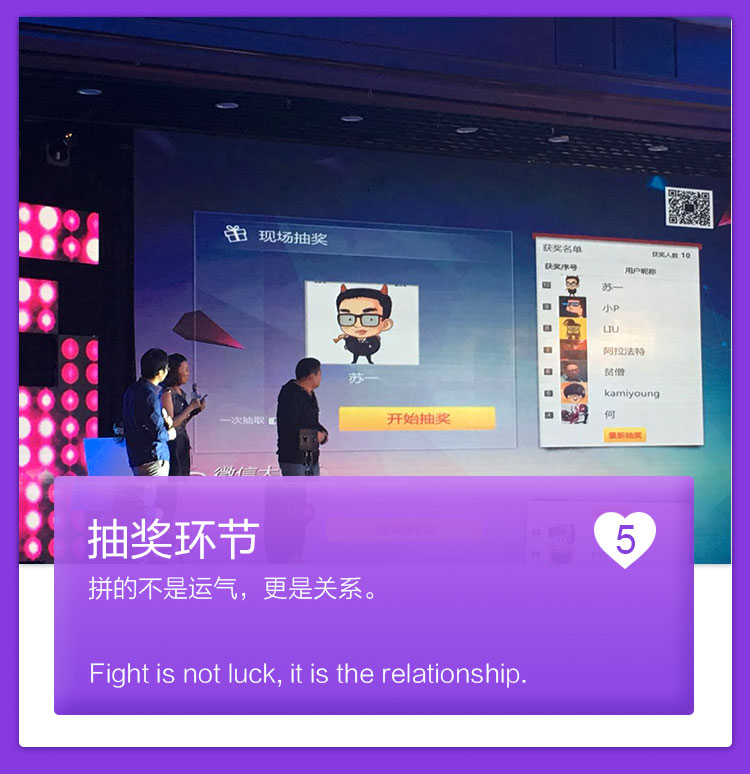 现场抽奖
苏一
一次抽取
开始抽奖
获奖名单
获奖人数 10
获奖序号
用户昵称
10
苏一
9
小P
8
LIU
7
阿拉法特
6
贫僧
5
kamiyoung
4
何
重新抽奖
微信大
抽奖环节
5
拼的不是运气，更是关系。
Fight is not luck, it is the relationship.